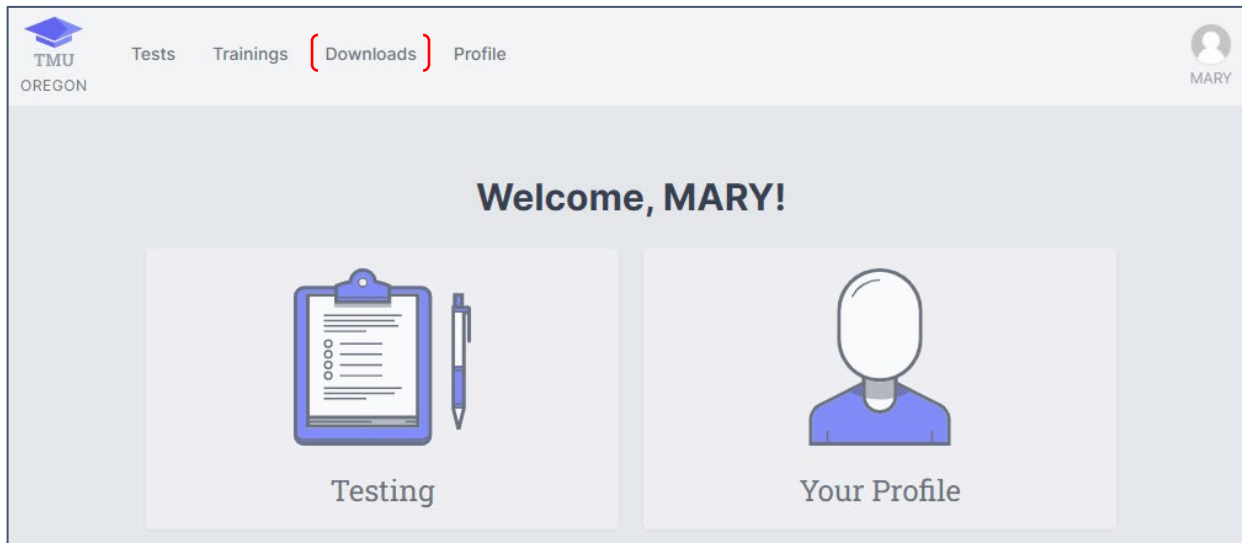 TMU
OREGON
Tests Trainings Downloads Profile
MARY
Welcome, MARY!
Testing
Your Profile